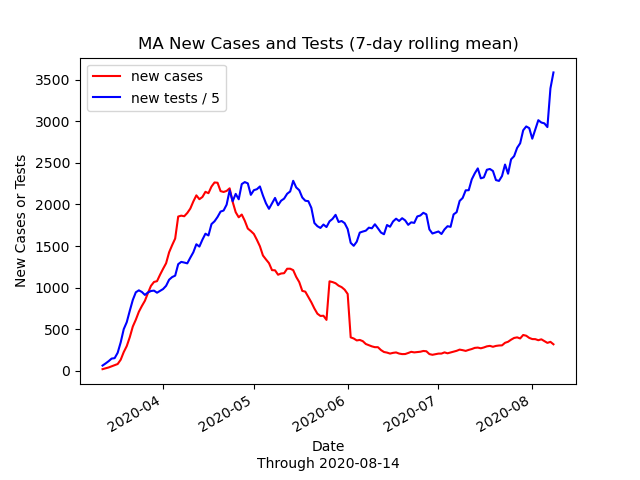 MA New Cases and Tests (7-day rolling mean)
new cases
new tests / 5
New Cases or Tests
3500
3000
2500
2000
1500
1000
500
0
2020-04
2020-05
2020-06
2020-07
2020-08
Date
Through 2020-08-14